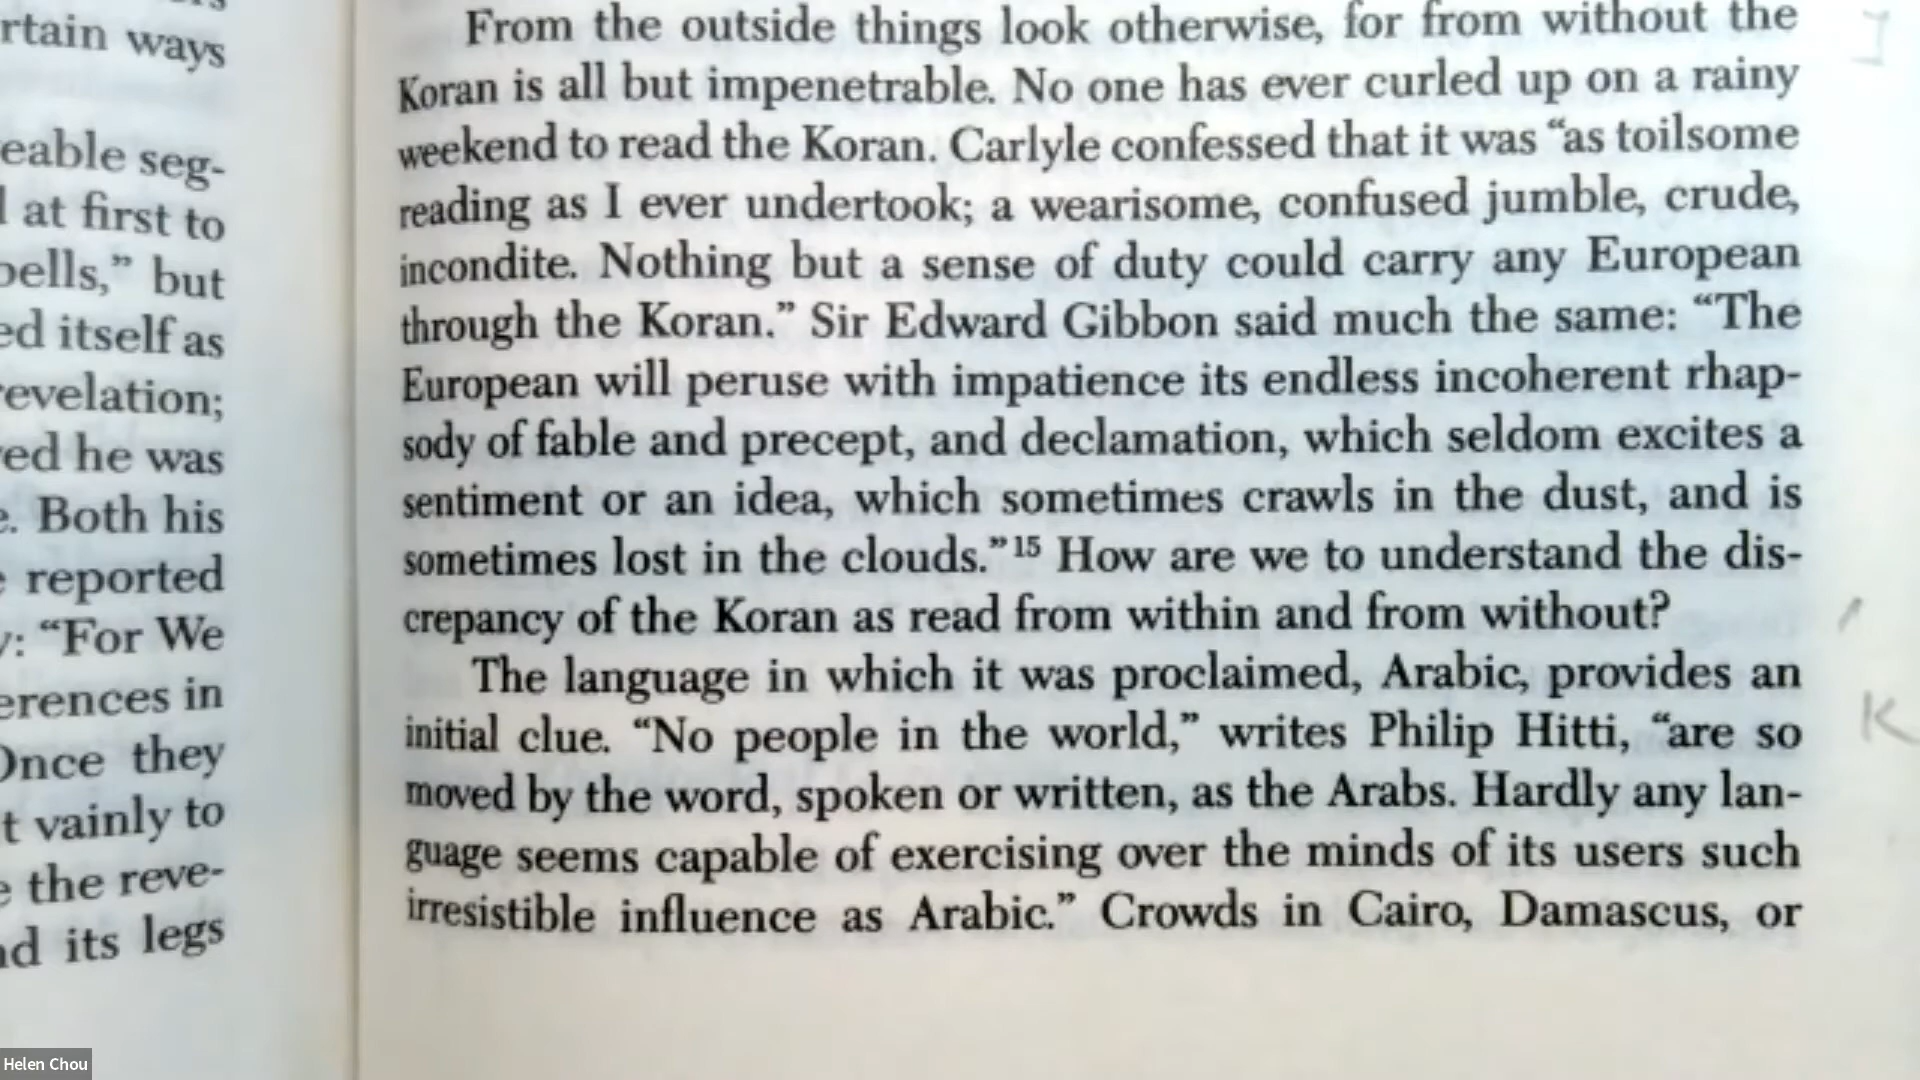 rtain ways
eable seg-
at first to
ells,” but
ed itself as
revelation;
ed he was
Both his
reported
“For We
erences in
Once they
t vainly to
the reve-
its legs
From the outside things look otherwise, for from without the
Koran is all but impenetrable. No one has ever curled up on a rainy
weekend to read the Koran. Carlyle confessed that it was “as toilsome
reading as I ever undertook; a wearisome, confused jumble, crude,
incondite. Nothing but a sense of duty could carry any European
through the Koran.” Sir Edward Gibbon said much the same: “The
European will peruse with impatience its endless incoherent rhap-
sody of fable and precept, and declamation, which seldom excites a
sentiment or an idea, which sometimes crawls in the dust, and is
sometimes lost in the clouds.”15 How are we to understand the dis-
crepancy of the Koran as read from within and from without?
The language in which it was proclaimed, Arabic, provides an
initial clue. “No people in the world,” writes Philip Hitti, “are so
moved by the word, spoken or written, as the Arabs. Hardly any lan-
guage seems capable of exercising over the minds of its users such
irresistible influence as Arabic.” Crowds in Cairo, Damascus, or
K
Helen Chou